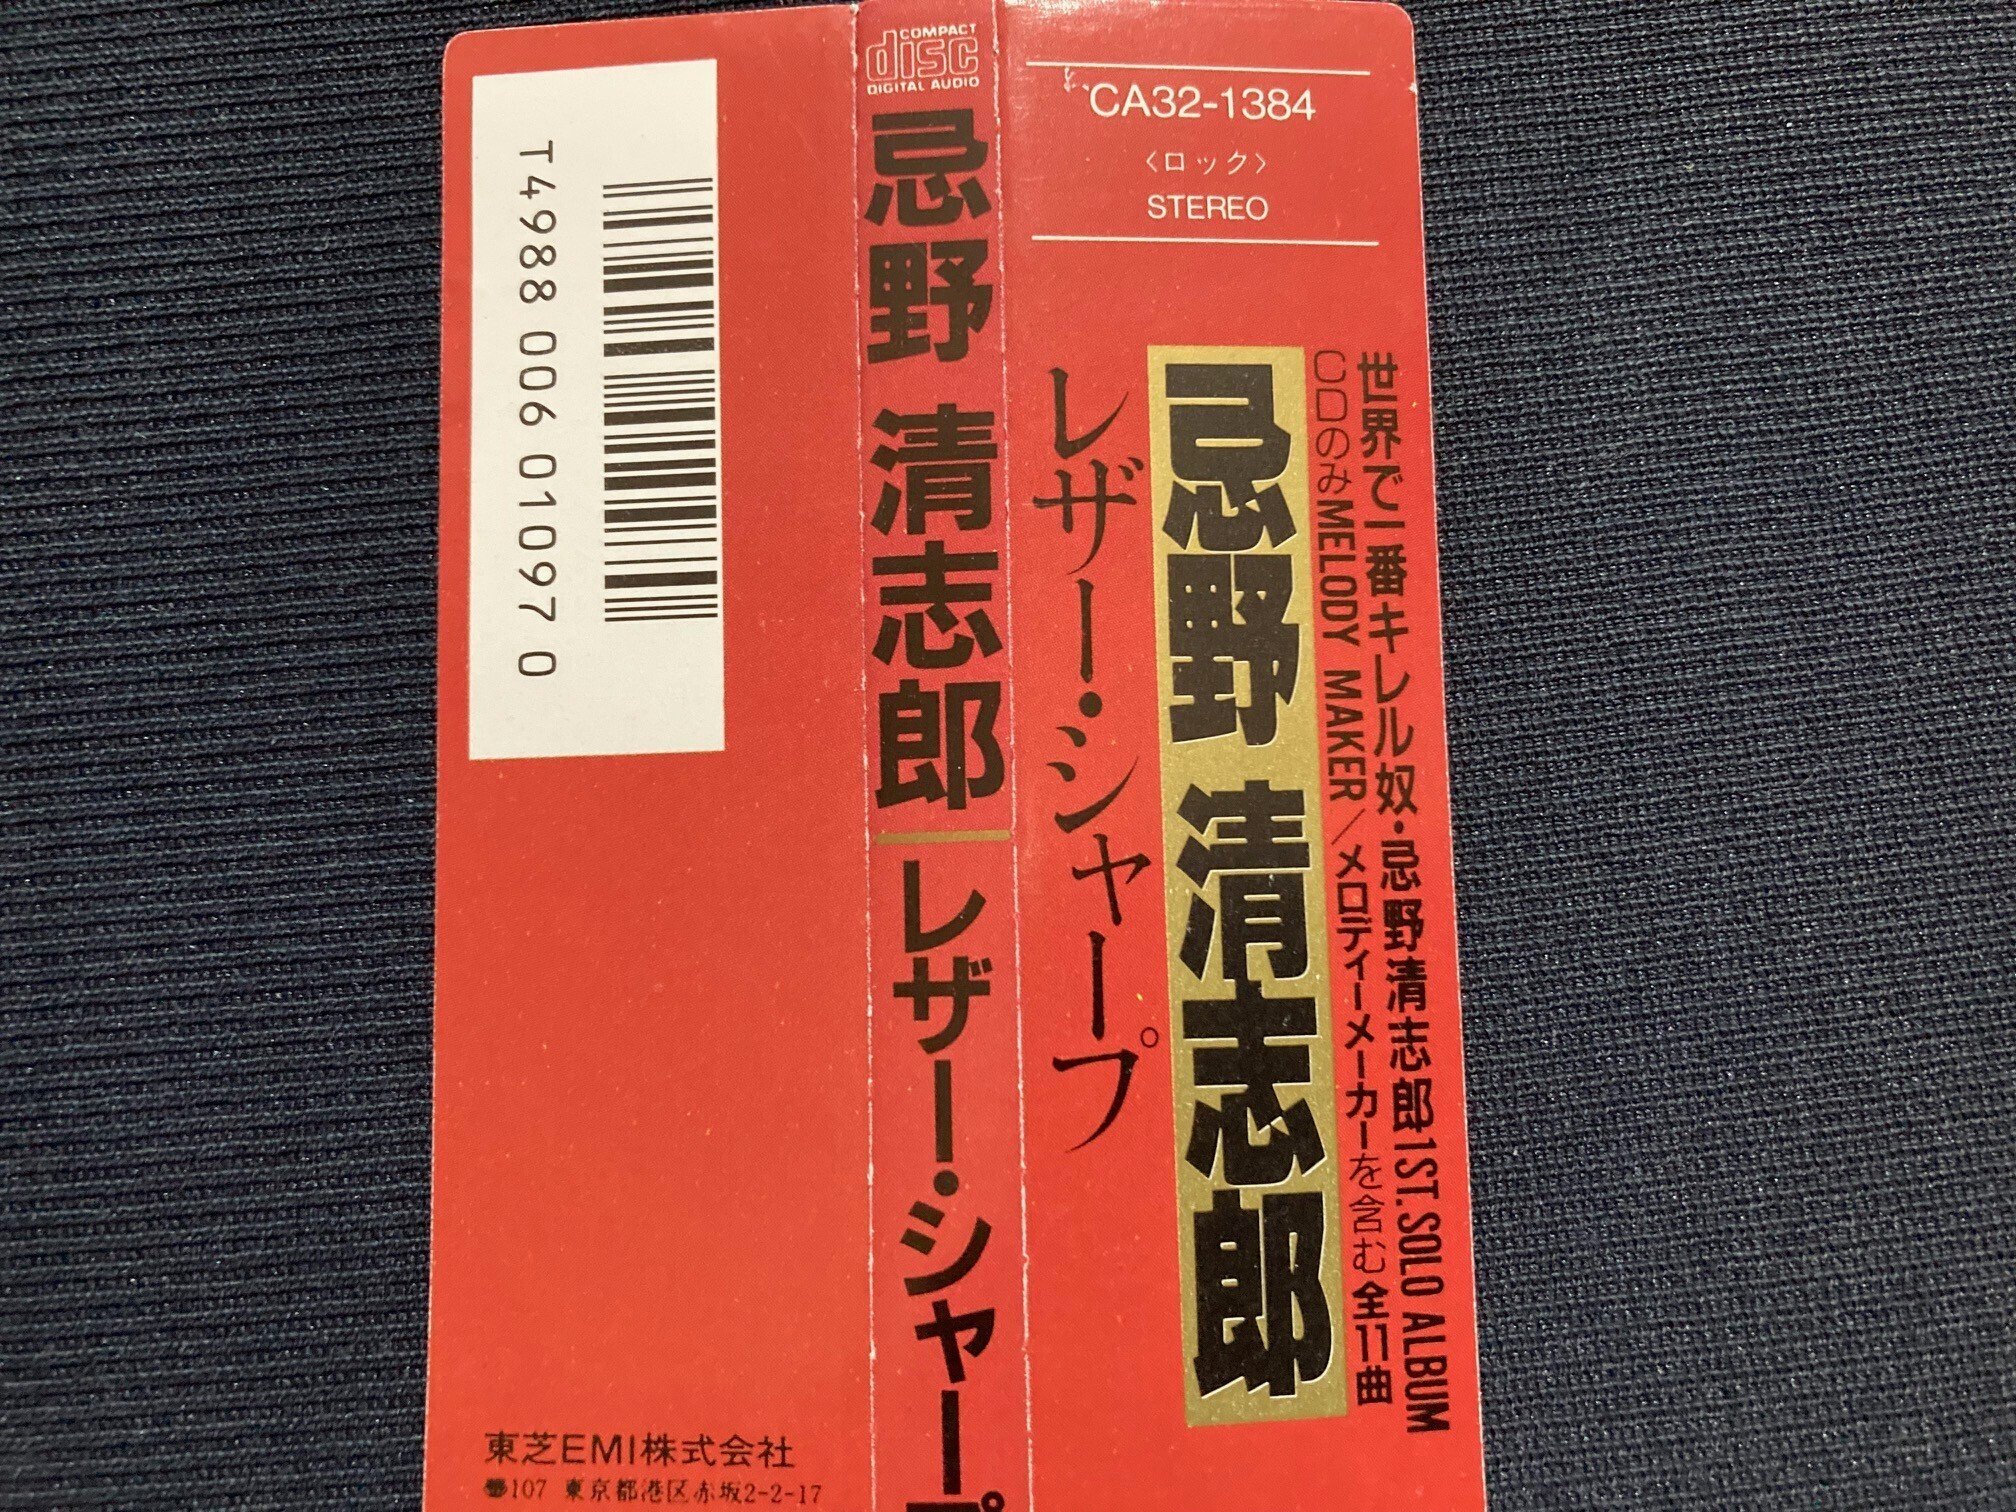 CA32-1384
〈ロック〉
STEREO
世界で一番キレル奴・忌野清志郎1ST.SOLO ALBUM
CDのみMELODY MAKER/メロディーメーカーを含む全11曲
忌野 清志郎
レザー・シャープ
COMPACT
disc
DIGITAL AUDIO
忌野 清志郎|レザー・シャープ
T4988 006 01097 0
東芝EMI株式会社
〒107 東京都港区赤坂2-2-17